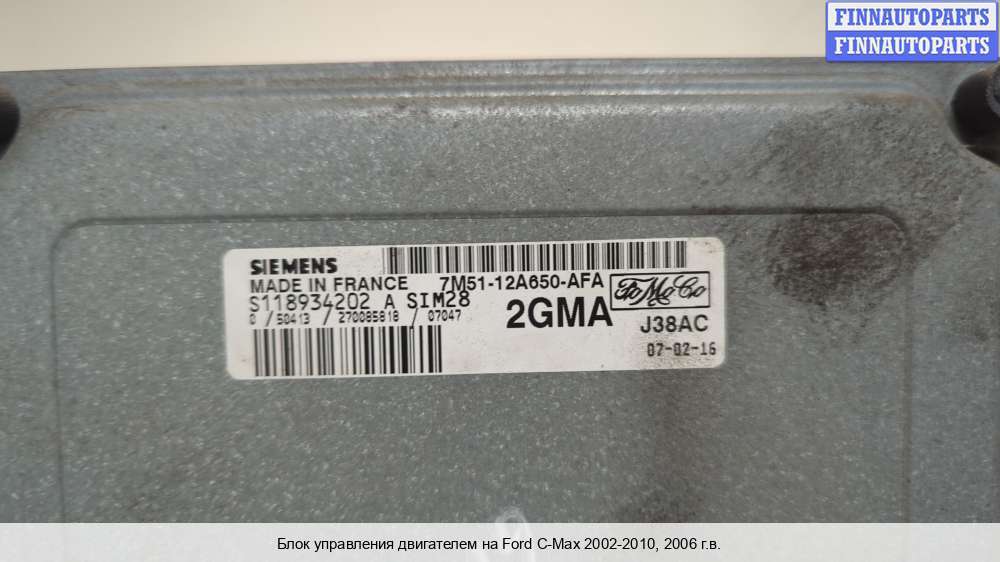 FINNAUTOPARTS
FINNAUTOPARTS
SIEMENS
MADE IN FRANCE 7M51-12A650-AFA
S118934202 A SIM28
0 / 50413 / 270085818 / 07047
2GMA
FoMoCo
J38AC
07-02-16
Блок управления двигателем на Ford C-Max 2002-2010, 2006 г.в.